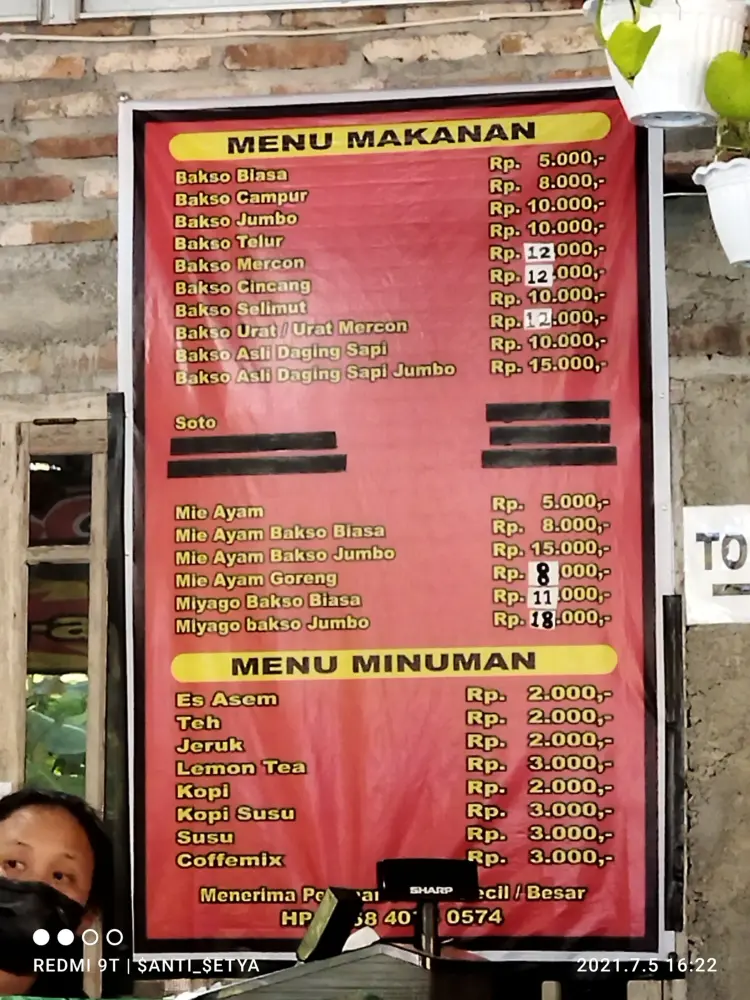 MENU MAKANAN
Bakso Biasa Rp. 5.000,-
Bakso Campur Rp. 8.000,-
Bakso Jumbo Rp. 10.000,-
Bakso Telur Rp. 10.000,-
Bakso Mercon Rp. 12.000,-
Bakso Cincang Rp. 12.000,-
Bakso Selimut Rp. 10.000,-
Bakso Urat / Urat Mercon Rp. 12.000,-
Bakso Asli Daging Sapi Rp. 10.000,-
Bakso Asli Daging Sapi Jumbo Rp. 15.000,-
Soto
Mie Ayam Rp. 5.000,-
Mie Ayam Bakso Biasa Rp. 8.000,-
Mie Ayam Bakso Jumbo Rp. 15.000,-
Mie Ayam Goreng Rp. 8.000,-
Miyago Bakso Biasa Rp. 11.000,-
Miyago bakso Jumbo Rp. 18.000,-
MENU MINUMAN
Es Asem Rp. 2.000,-
Teh Rp. 2.000,-
Jeruk Rp. 2.000,-
Lemon Tea Rp. 3.000,-
Kopi Rp. 2.000,-
Kopi Susu Rp. 3.000,-
Susu Rp. 3.000,-
Coffemix Rp. 3.000,-
Menerima / Besar
HP 0574
SHARP
TO
REDMI 9T | $ANTI_$ETYA
2021.7.5 16:22